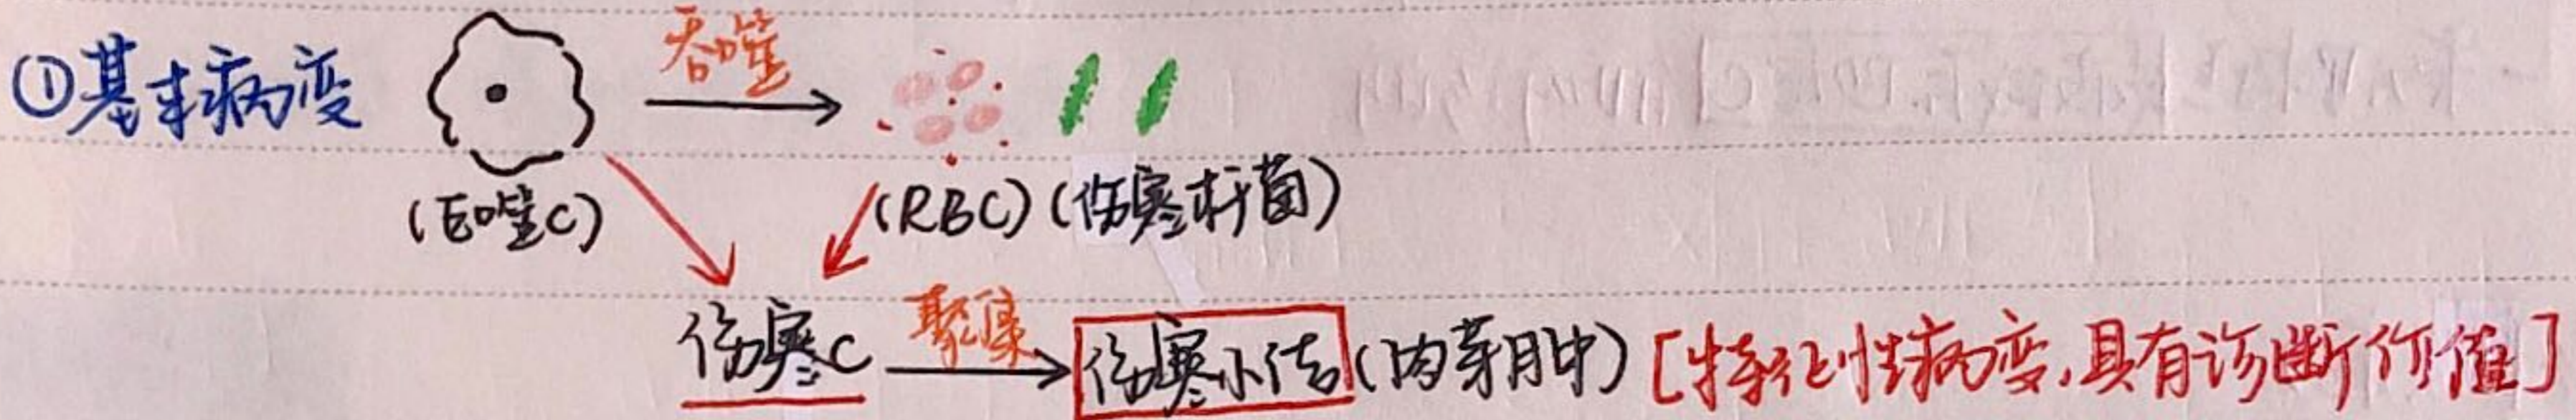 ①基本病变
吞噬
(巨噬C)
(RBC)(伤寒杆菌)
伤寒C 聚集 伤寒小结(肉芽肿)[特征性病变,具有诊断价值]